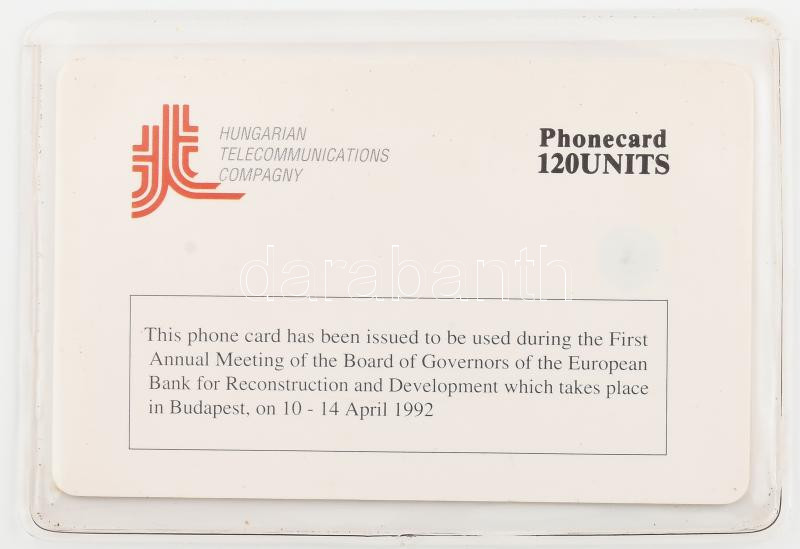 HUNGARIAN
TELECOMMUNICATIONS
COMPAGNY
Phonecard
120UNITS
darabanth
This phone card has been issued to be used during the First
Annual Meeting of the Board of Governors of the European
Bank for Reconstruction and Development which takes place
in Budapest, on 10 - 14 April 1992